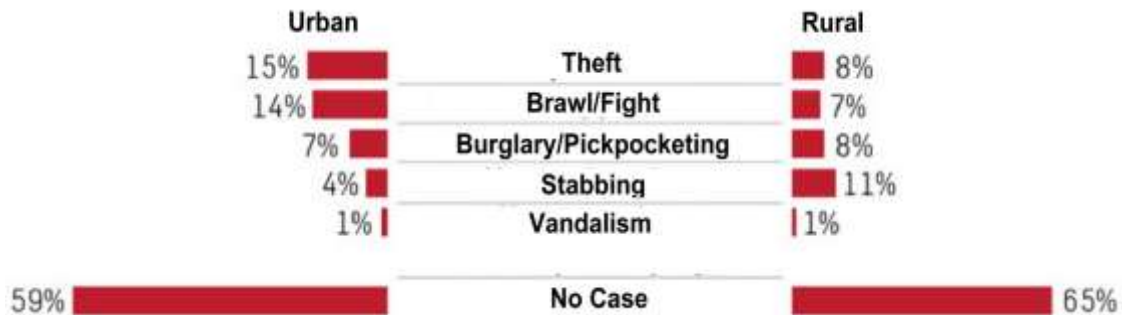 Urban Rural
15% Theft 8%
14% Brawl/Fight 7%
7% Burglary/Pickpocketing 8%
4% Stabbing 11%
1% Vandalism 1%
59% No Case 65%